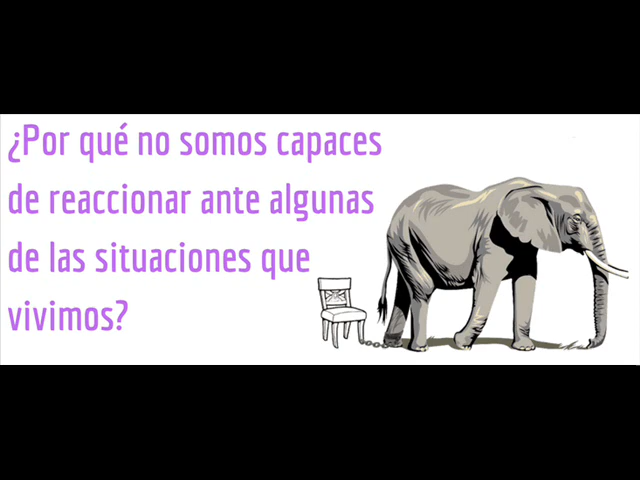 ¿Por qué no somos capaces
de reaccionar ante algunas
de las situaciones que
vivimos?